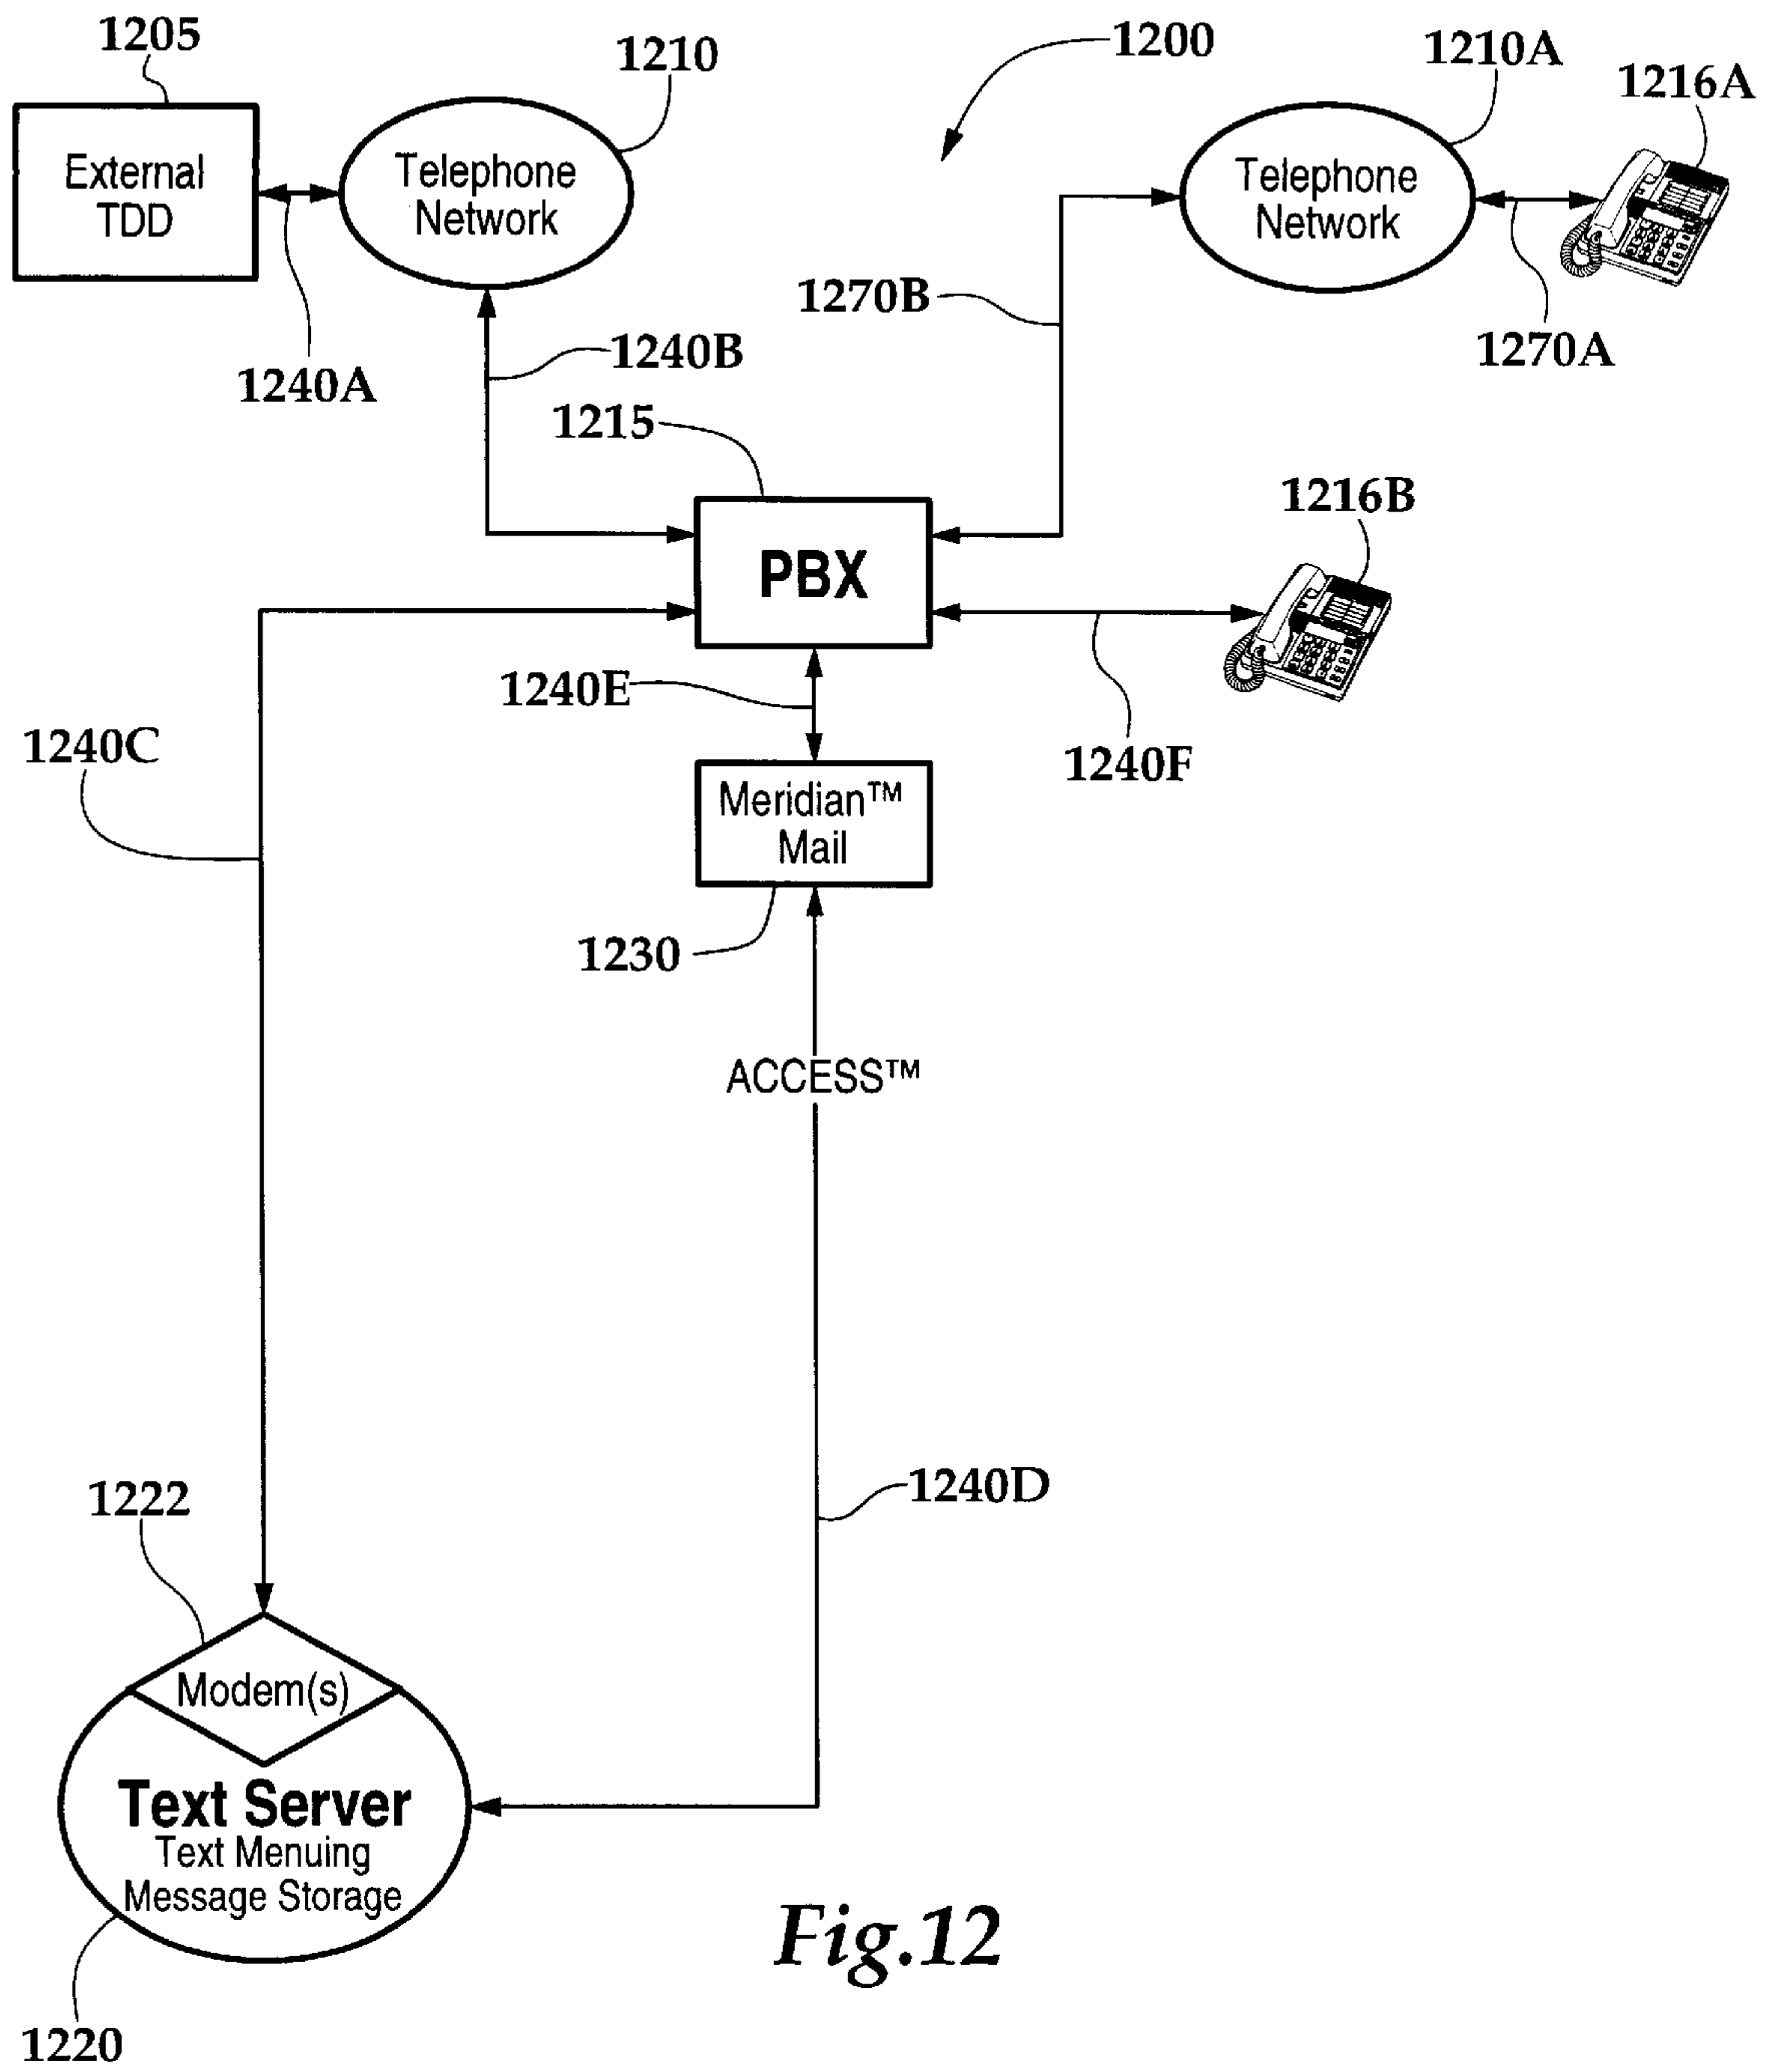 1205
1210
1200
1210A
1216A
External
TDD
Telephone
Network
Telephone
Network
1270B
1240B
1240A
1270A
1215
1216B
PBX
1240E
1240C
1240F
Meridian™
Mail
1230
ACCESS™
1222
1240D
Modem(s)
Text Server
Text Menuing
Message Storage
Fig.12
1220